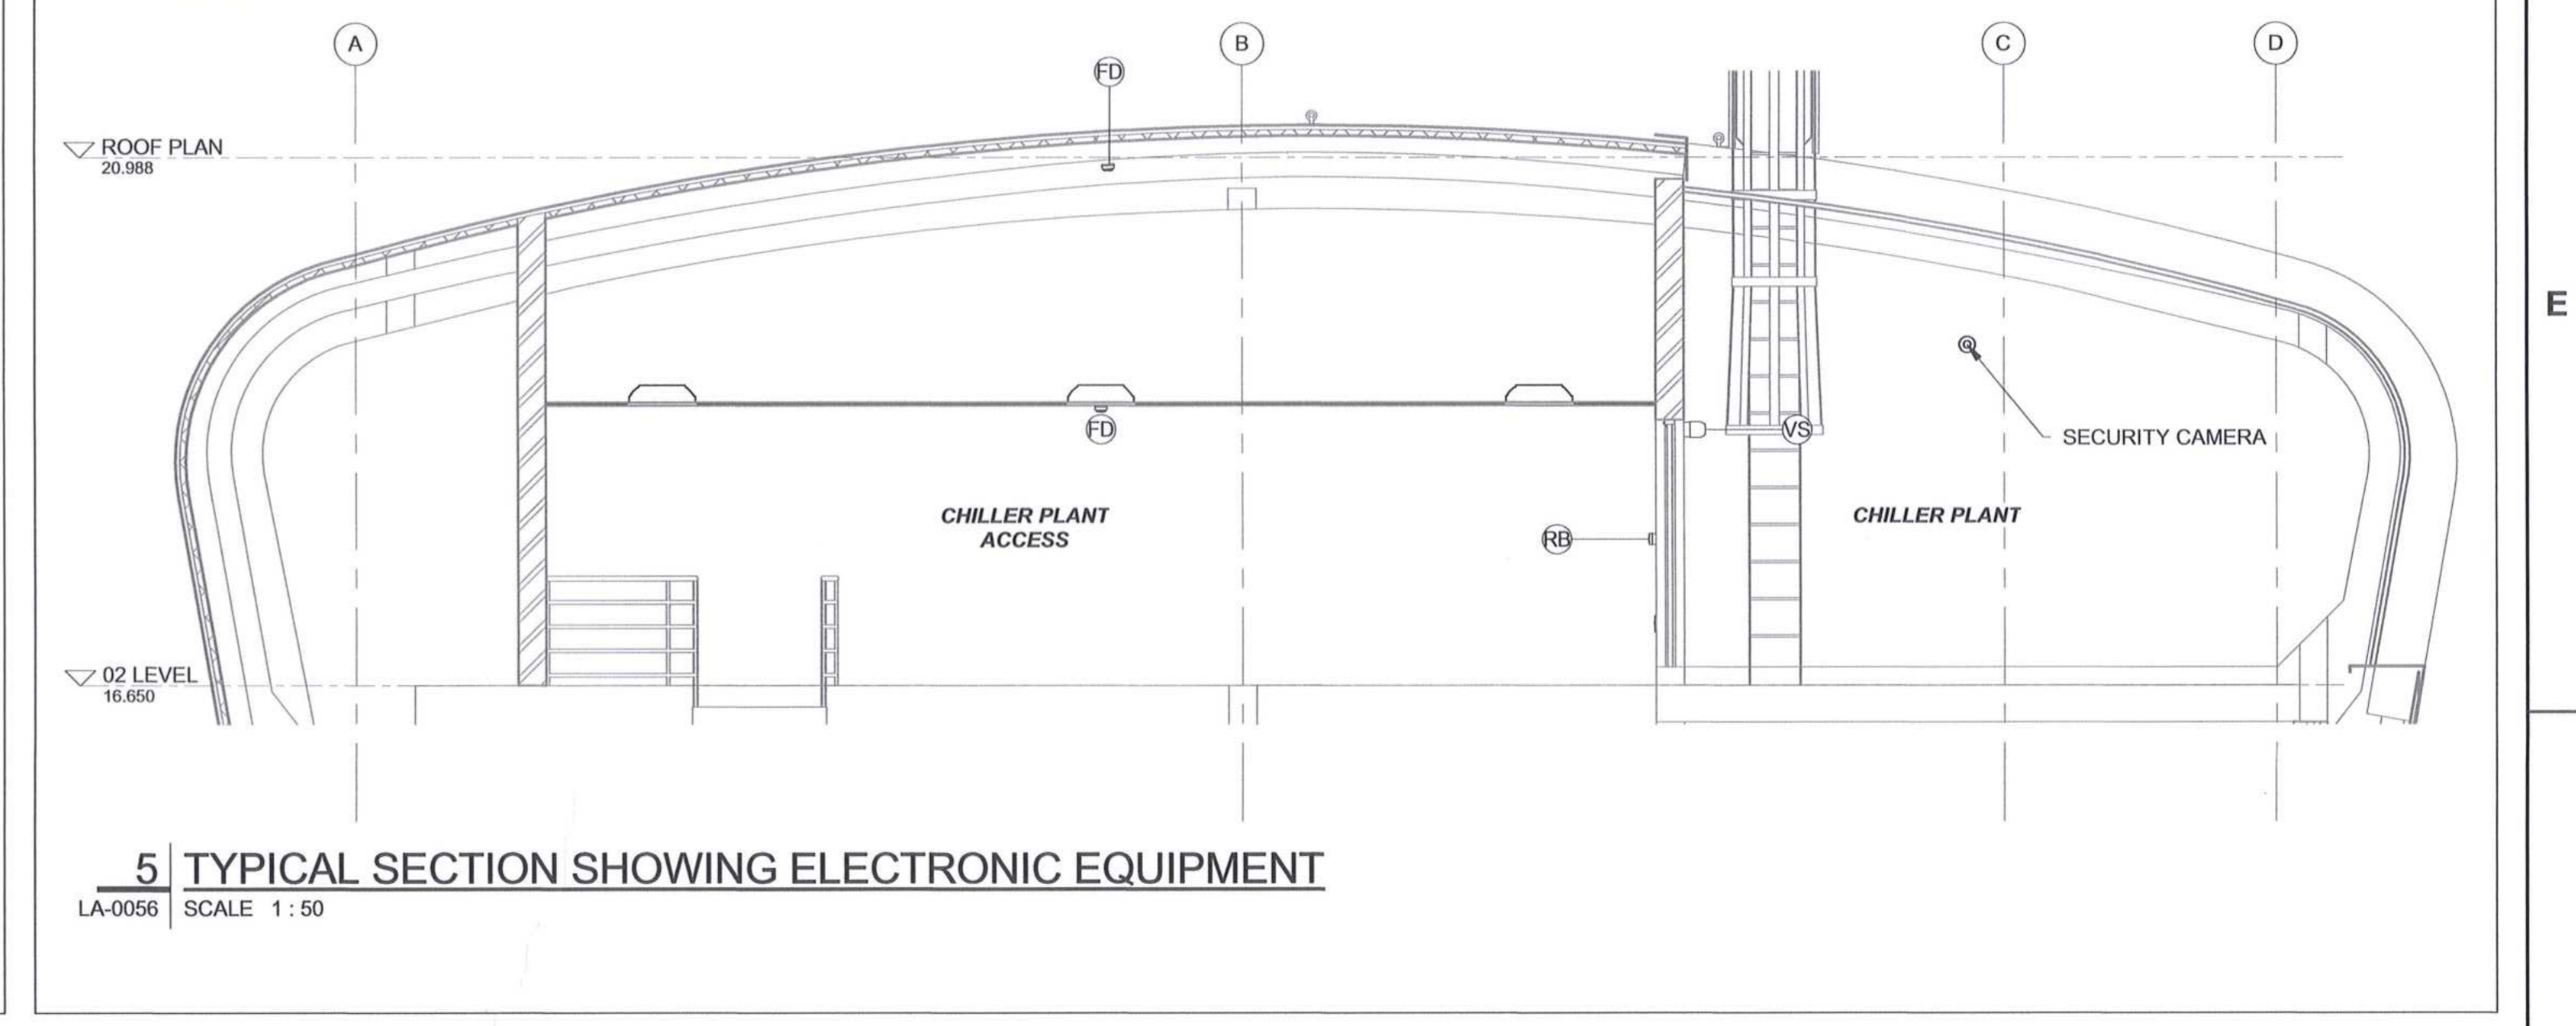 A
B
C
D
FD
ROOF PLAN
20.988
E
SECURITY CAMERA
FD
VS
CHILLER PLANT
ACCESS
RB
CHILLER PLANT
02 LEVEL
16.650
5 TYPICAL SECTION SHOWING ELECTRONIC EQUIPMENT
LA-0056 SCALE 1 : 50